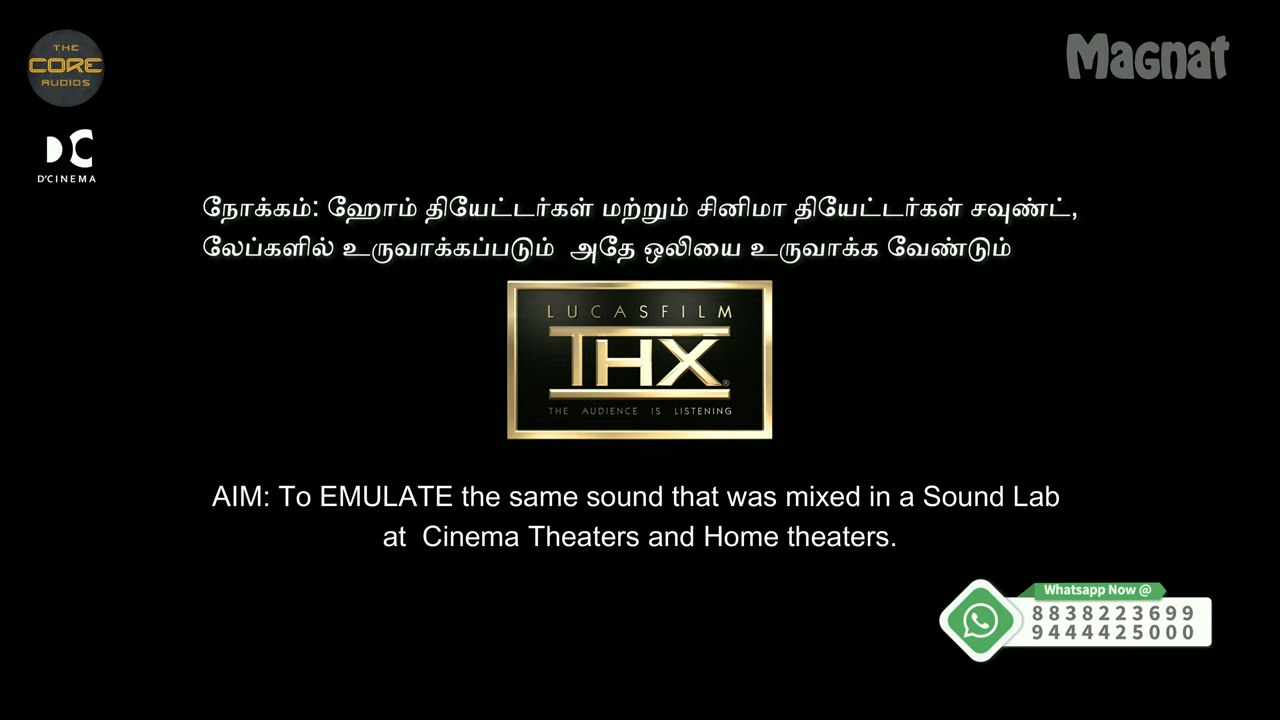 THE
CORE
AUDIOS
Magnat
D'CINEMA
நோக்கம்: ஹோம் தியேட்டர்கள் மற்றும் சினிமா தியேட்டர்கள் சவுண்ட்,
லேப்களில் உருவாக்கப்படும் அதே ஒலியை உருவாக்க வேண்டும்
LUCASFILM
THX®
THE AUDIENCE IS LISTENING
AIM: To EMULATE the same sound that was mixed in a Sound Lab
at Cinema Theaters and Home theaters.
Whatsapp Now @
8838223699
9444425000